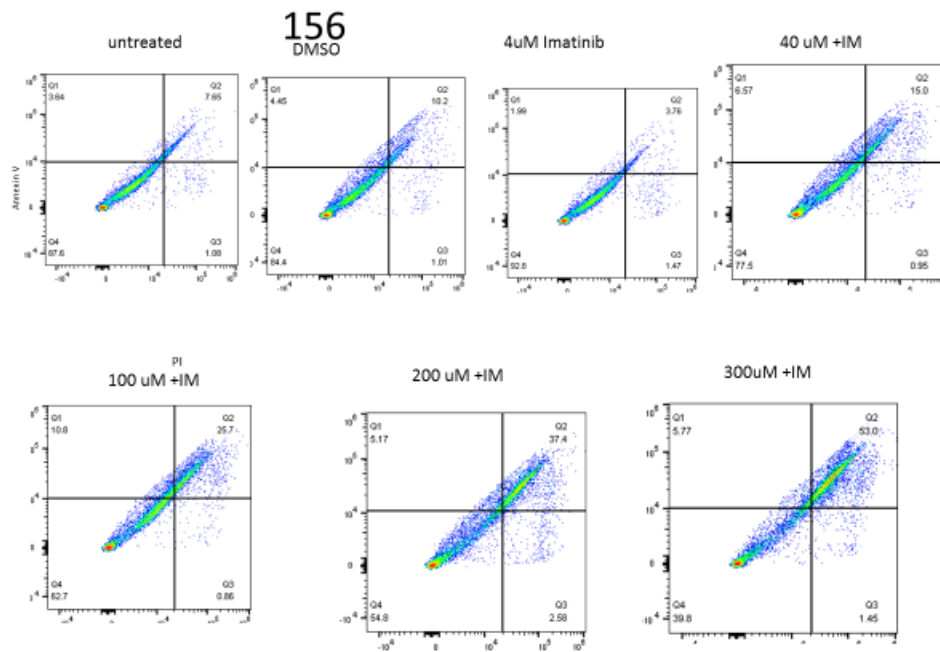 156
untreated
DMSO
4uM Imatinib
40 uM +IM
Q1
3.64
Q2
7.65
Q4
87.6
Q3
1.08
Annexin V
Q1
4.45
Q2
10.2
Q4
84.4
Q3
1.01
Q1
1.99
Q2
3.76
Q4
92.8
Q3
1.47
Q1
6.57
Q2
15.0
Q4
77.5
Q3
0.95
PI
100 uM +IM
200 uM +IM
300uM +IM
Q1
10.8
Q2
25.7
Q4
62.7
Q3
0.86
Q1
5.17
Q2
37.4
Q4
54.8
Q3
2.58
Q1
5.77
Q2
53.0
Q4
39.8
Q3
1.45